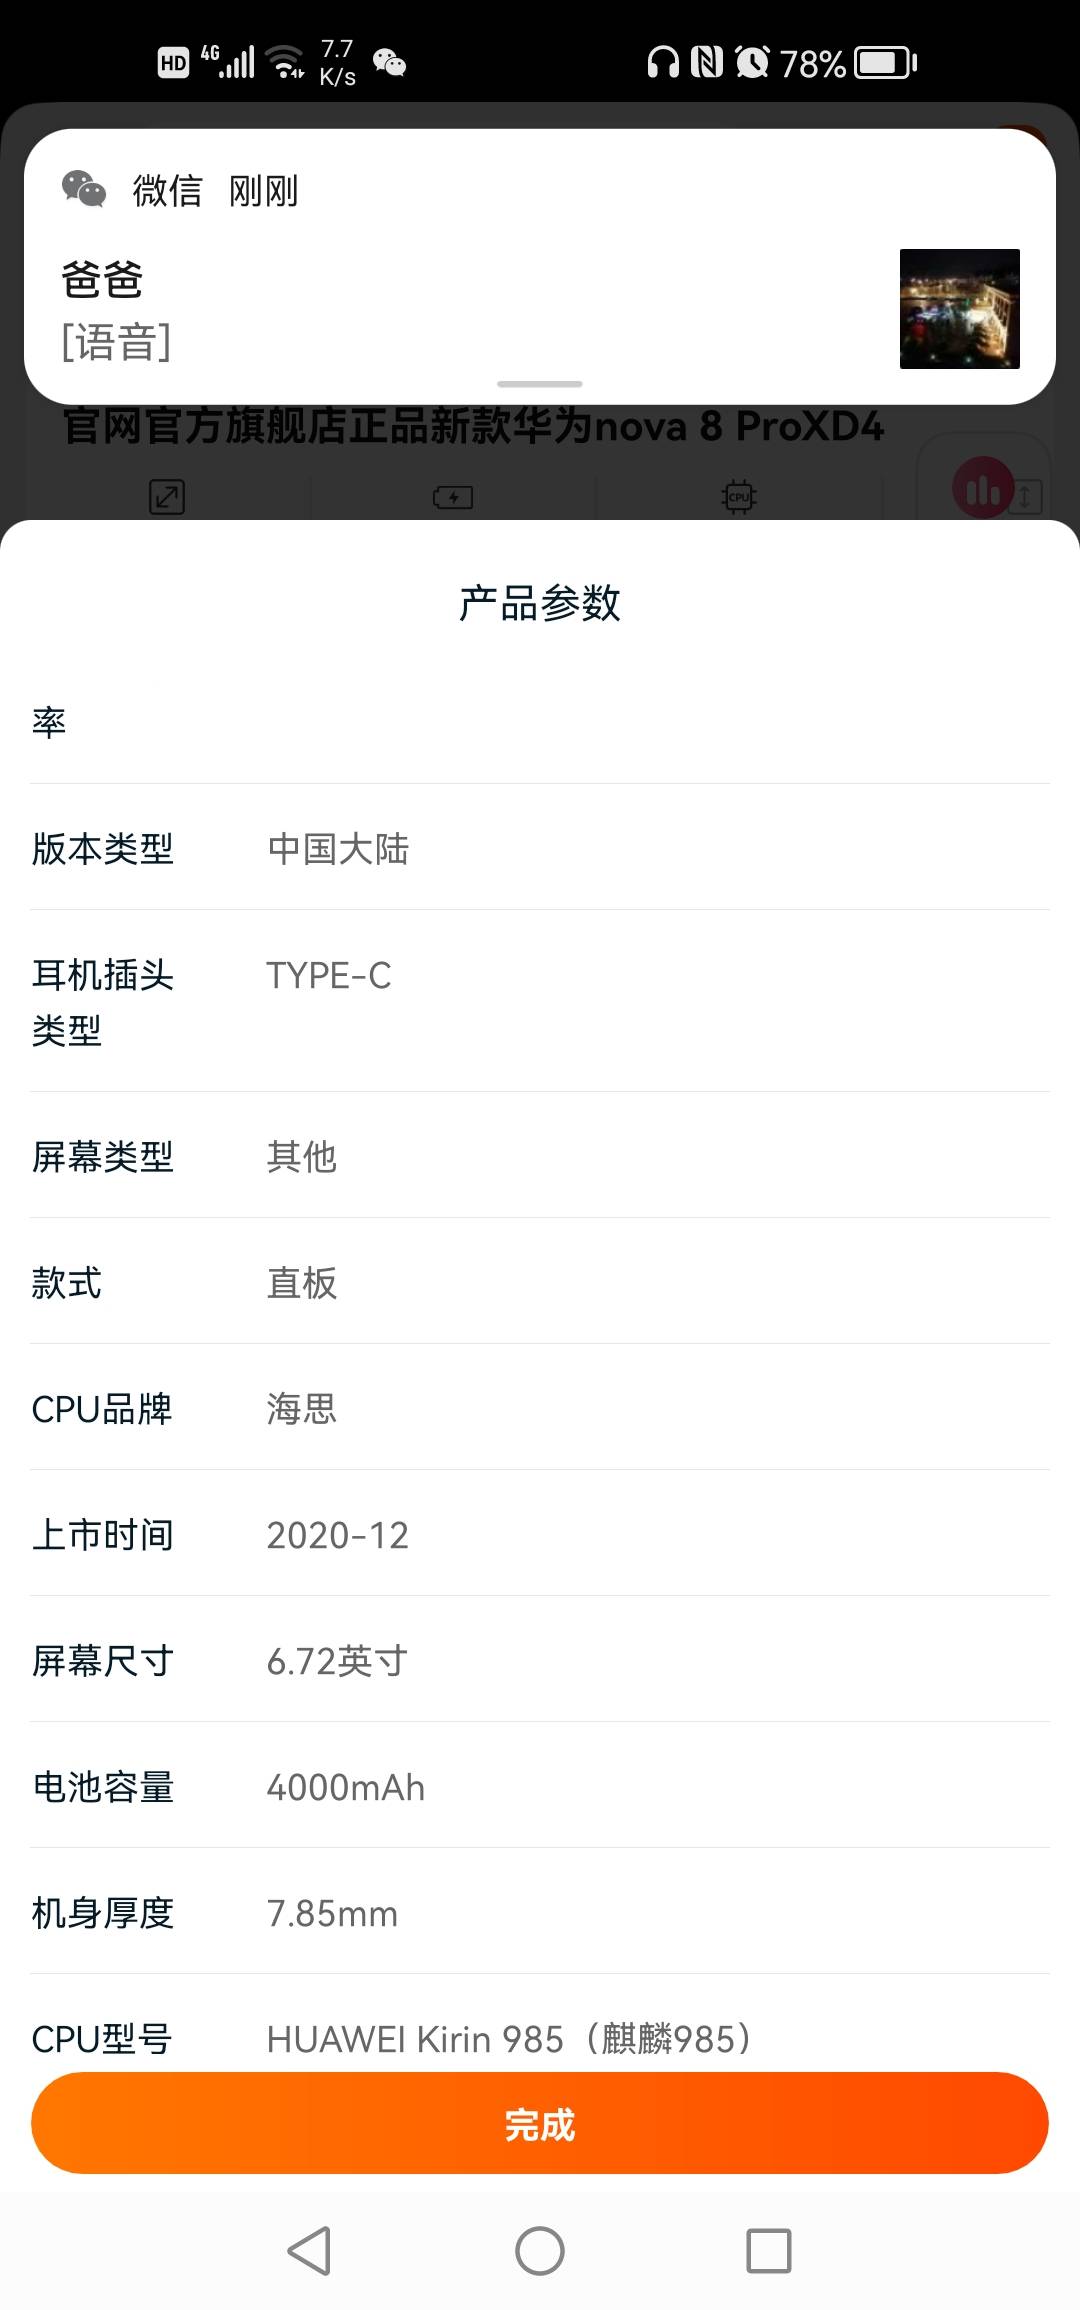 HD 4G 7.7 K/s 78%
微信 刚刚
爸爸
[语音]
官网官方旗舰店正品新款华为nova 8 ProXD4
CPU
产品参数
率
版本类型 中国大陆
耳机插头 TYPE-C
类型
屏幕类型 其他
款式 直板
CPU品牌 海思
上市时间 2020-12
屏幕尺寸 6.72英寸
电池容量 4000mAh
机身厚度 7.85mm
CPU型号 HUAWEI Kirin 985（麒麟985）
完成